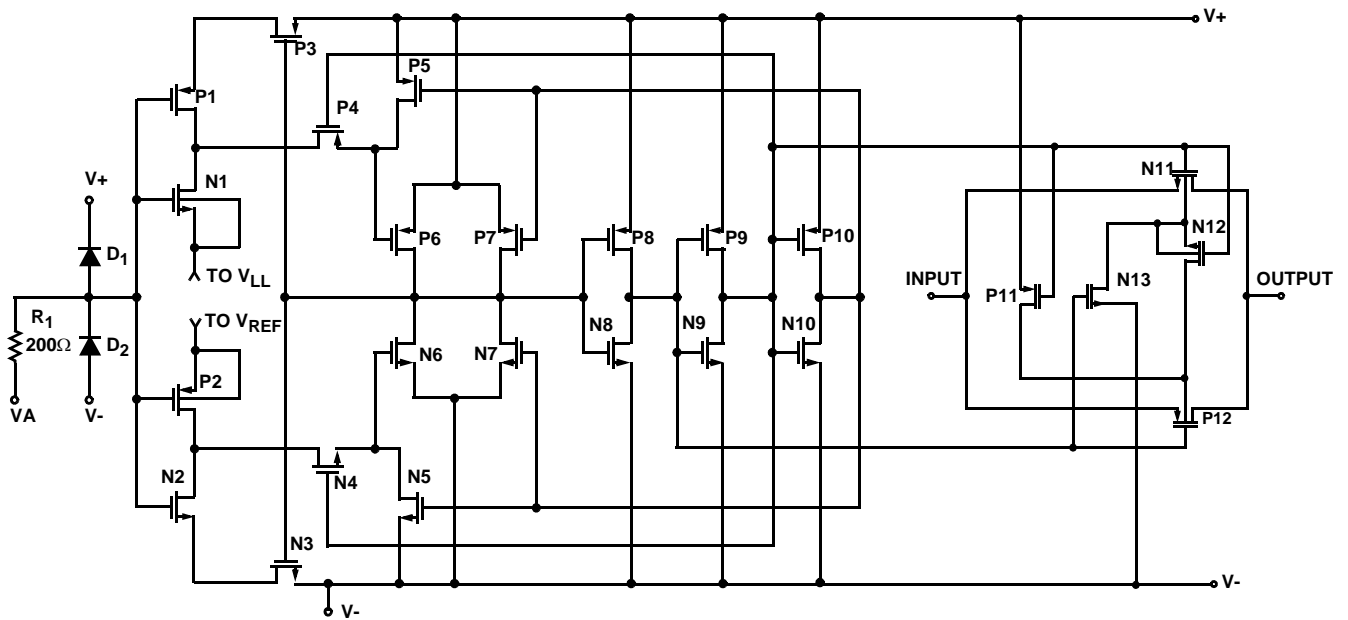 V+
P3
P5
P1
P4
N11
V+
N1
N12
P6
P7
P8
P9
P10
D1
TO VLL
INPUT
P11
N13
OUTPUT
R1
200Ω
TO VREF
D2
N8
N9
N10
N6
N7
P2
VA
V-
P12
N2
N4
N5
N3
V-
V-